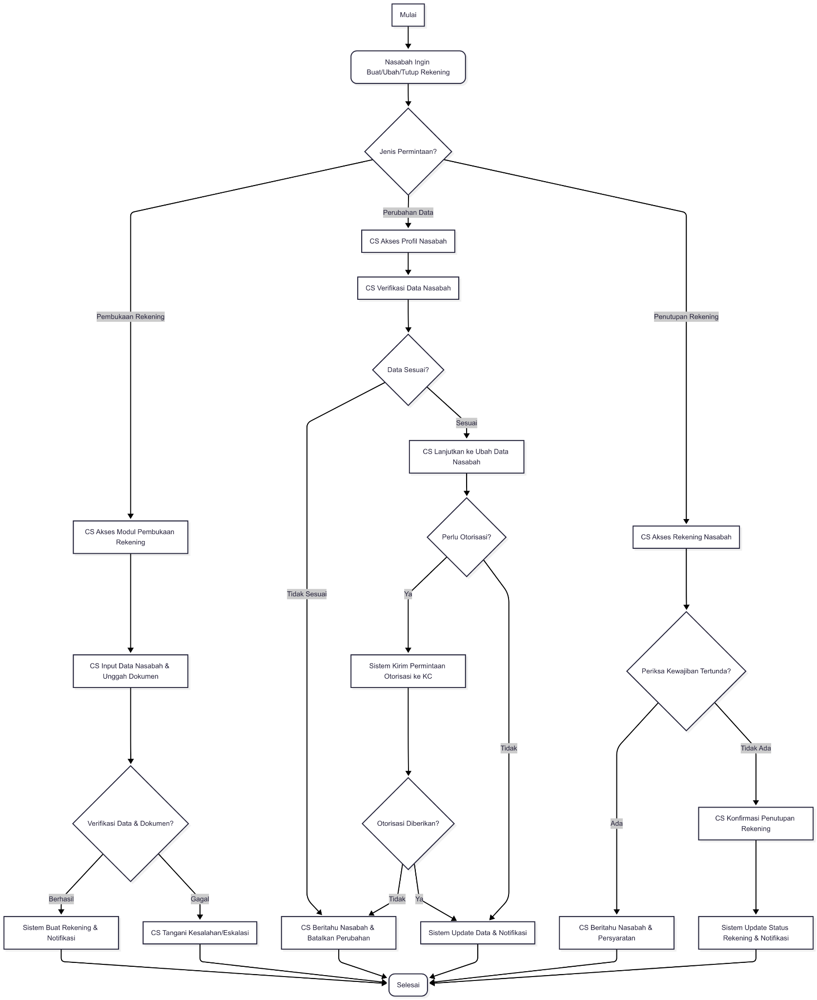 Mulai
Nasabah Ingin
Buat/Ubah/Tutup Rekening
Jenis Permintaan?
Perubahan Data
CS Akses Profil Nasabah
CS Verifikasi Data Nasabah
Pembukaan Rekening
Penutupan Rekening
Data Sesuai?
Sesuai
CS Lanjutkan ke Ubah Data
Nasabah
CS Akses Modul Pembukaan
Rekening
Perlu Otorisasi?
CS Akses Rekening Nasabah
Tidak Sesuai
Ya
CS Input Data Nasabah &
Unggah Dokumen
Sistem Kirim Permintaan
Otorisasi ke KC
Periksa Kewajiban Tertunda?
Tidak
Tidak Ada
Verifikasi Data & Dokumen?
Otorisasi Diberikan?
Ada
CS Konfirmasi Penutupan
Rekening
Berhasil
Gagal
Tidak
Ya
Sistem Buat Rekening &
Notifikasi
CS Tangani Kesalahan/Eskalasi
CS Beritahu Nasabah &
Batalkan Perubahan
Sistem Update Data & Notifikasi
CS Beritahu Nasabah &
Persyaratan
Sistem Update Status
Rekening & Notifikasi
Selesai